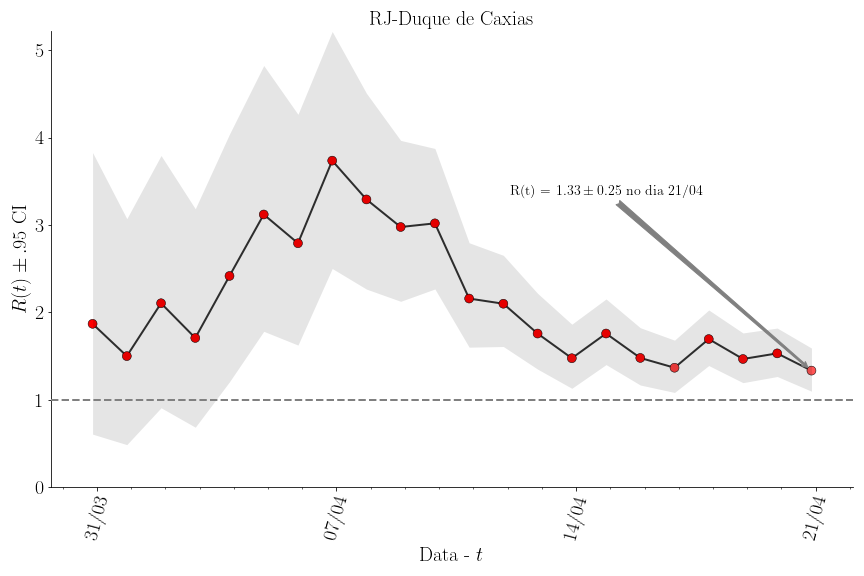 RJ-Duque de Caxias
5
4
3
2
1
0
R(t) ± .95 CI
R(t) = 1.33 ± 0.25 no dia 21/04
31/03
07/04
14/04
21/04
Data - t